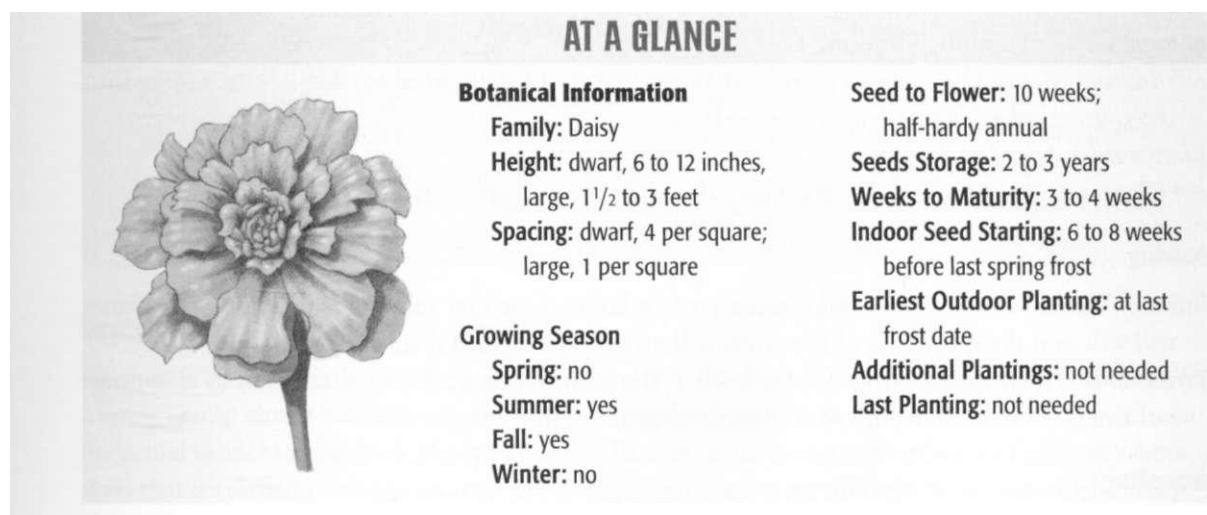 AT A GLANCE
Botanical Information
Family: Daisy
Height: dwarf, 6 to 12 inches,
large, 1 1/2 to 3 feet
Spacing: dwarf, 4 per square;
large, 1 per square
Growing Season
Spring: no
Summer: yes
Fall: yes
Winter: no
Seed to Flower: 10 weeks;
half-hardy annual
Seeds Storage: 2 to 3 years
Weeks to Maturity: 3 to 4 weeks
Indoor Seed Starting: 6 to 8 weeks
before last spring frost
Earliest Outdoor Planting: at last
frost date
Additional Plantings: not needed
Last Planting: not needed